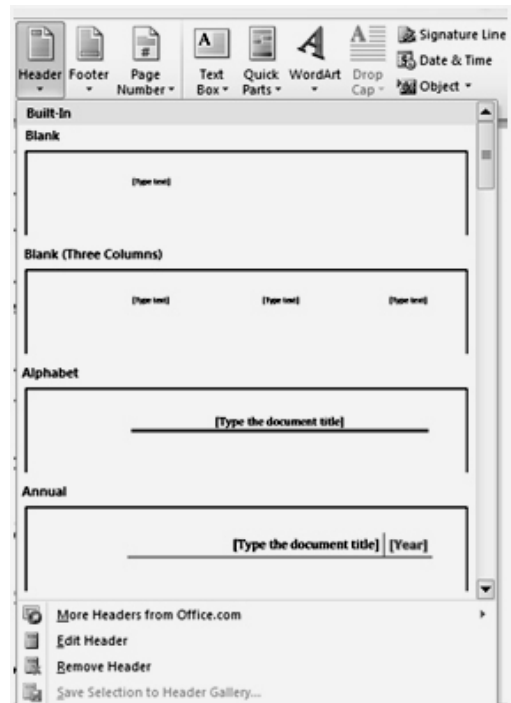 Header Footer Page Number Text Box Quick Parts WordArt Drop Cap Signature Line
Date & Time
Object
Built-In
Blank
[Type text]
Blank (Three Columns)
[Type text] [Type text] [Type text]
Alphabet
[Type the document title]
Annual
[Type the document title] [Year]
More Headers from Office.com
Edit Header
Remove Header
Save Selection to Header Gallery...